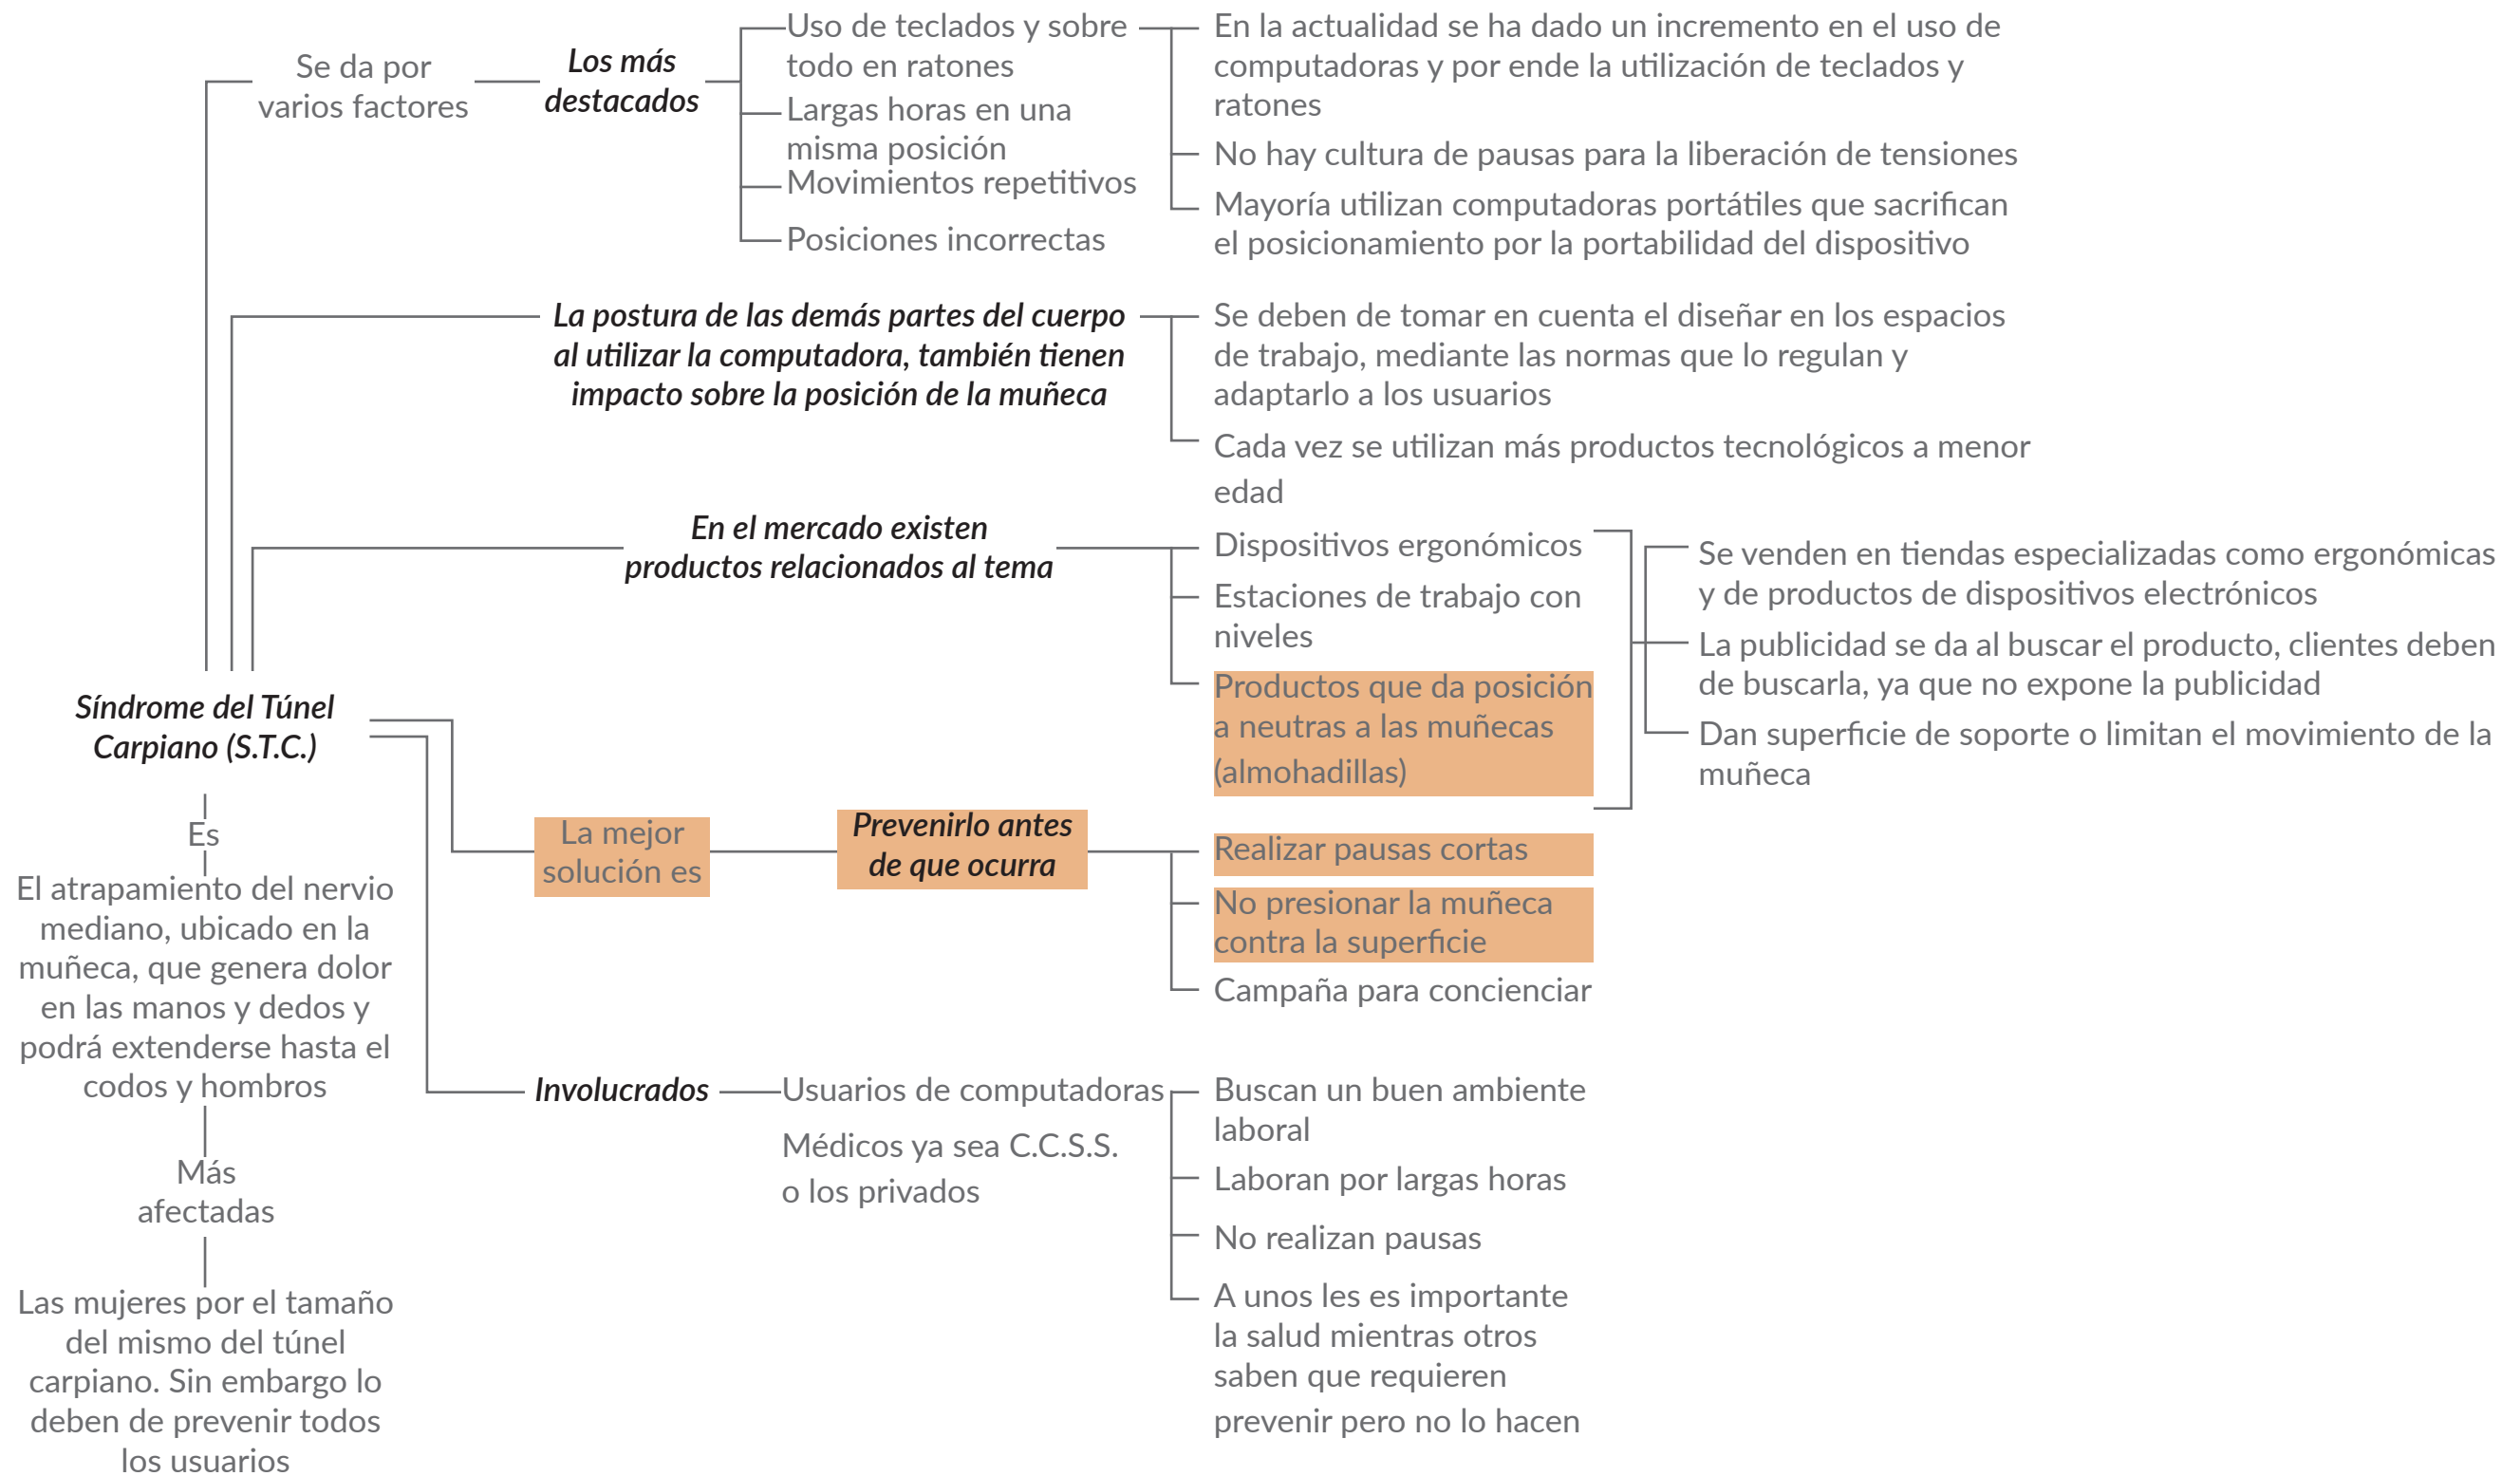 Se da por
varios factores
Los más
destacados
Uso de teclados y sobre
todo en ratones
Largas horas en una
misma posición
Movimientos repetitivos
Posiciones incorrectas
En la actualidad se ha dado un incremento en el uso de
computadoras y por ende la utilización de teclados y
ratones
No hay cultura de pausas para la liberación de tensiones
Mayoría utilizan computadoras portátiles que sacrifican
el posicionamiento por la portabilidad del dispositivo
La postura de las demás partes del cuerpo
al utilizar la computadora, también tienen
impacto sobre la posición de la muñeca
Se deben de tomar en cuenta el diseñar en los espacios
de trabajo, mediante las normas que lo regulan y
adaptarlo a los usuarios
Cada vez se utilizan más productos tecnológicos a menor
edad
En el mercado existen
productos relacionados al tema
Dispositivos ergonómicos
Estaciones de trabajo con
niveles
Productos que da posición
a neutras a las muñecas
(almohadillas)
Se venden en tiendas especializadas como ergonómicas
y de productos de dispositivos electrónicos
La publicidad se da al buscar el producto, clientes deben
de buscarla, ya que no expone la publicidad
Dan superficie de soporte o limitan el movimiento de la
muñeca
Síndrome del Túnel
Carpiano (S.T.C.)
Es
El atrapamiento del nervio
mediano, ubicado en la
muñeca, que genera dolor
en las manos y dedos y
podrá extenderse hasta el
codos y hombros
Más
afectadas
Las mujeres por el tamaño
del mismo del túnel
carpiano. Sin embargo lo
deben de prevenir todos
los usuarios
La mejor
solución es
Prevenirlo antes
de que ocurra
Realizar pausas cortas
No presionar la muñeca
contra la superficie
Campaña para concienciar
Involucrados
Usuarios de computadoras
Médicos ya sea C.C.S.S.
o los privados
Buscan un buen ambiente
laboral
Laboran por largas horas
No realizan pausas
A unos les es importante
la salud mientras otros
saben que requieren
prevenir pero no lo hacen